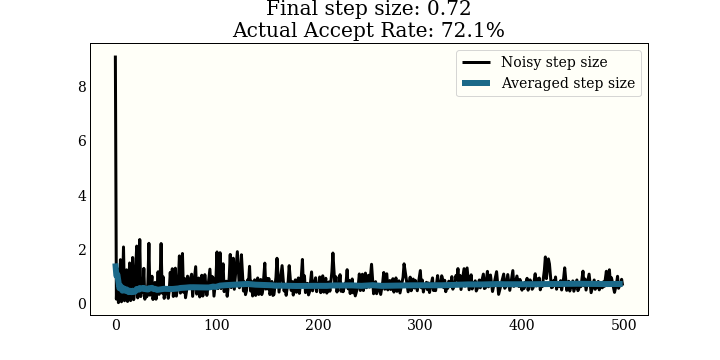 Final step size: 0.72
Actual Accept Rate: 72.1%
Noisy step size
Averaged step size
8
6
4
2
0
0 100 200 300 400 500